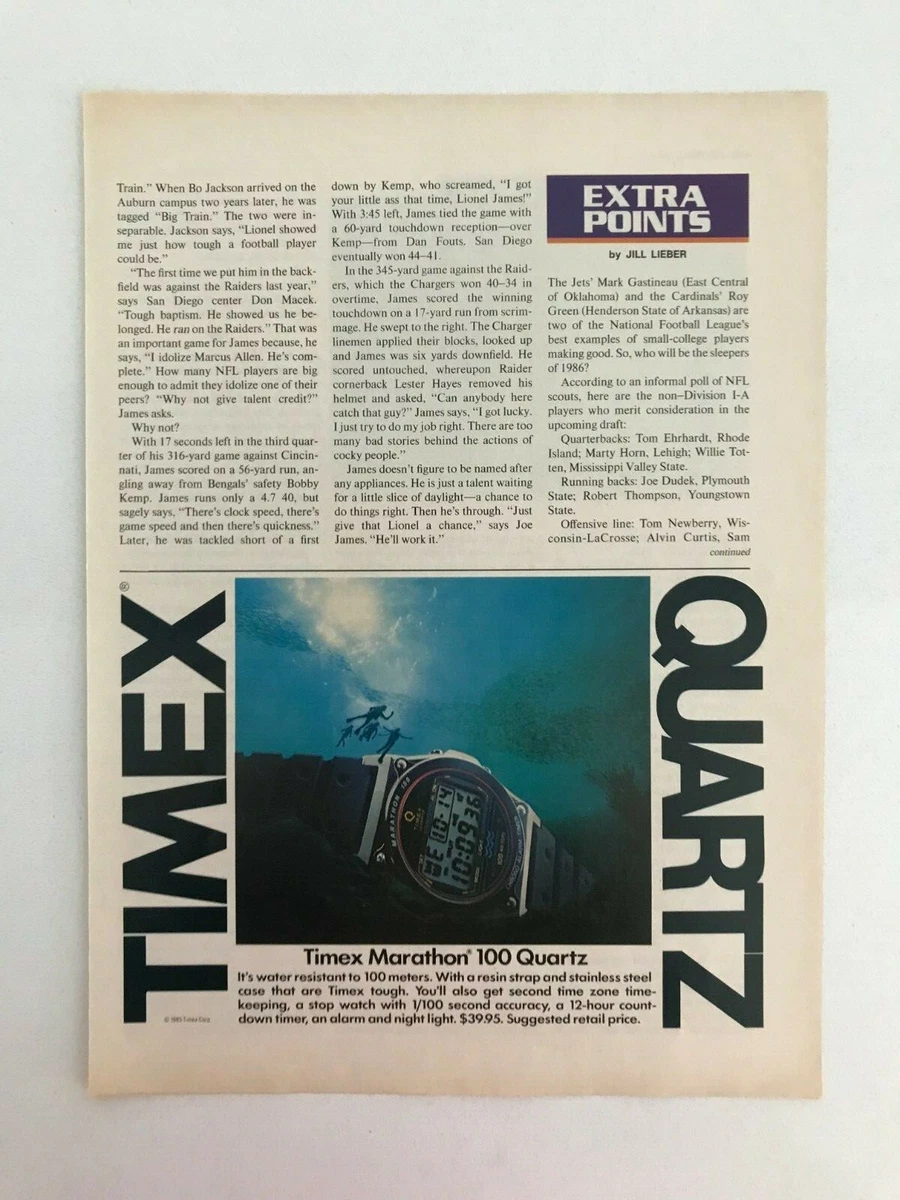 Train.” When Bo Jackson arrived on the
Auburn campus two years later, he was
tagged “Big Train.” The two were in-
separable. Jackson says, “Lionel showed
me just how tough a football player
could be.”
“The first time we put him in the back-
field was against the Raiders last year,”
says San Diego center Don Macek.
“Tough baptism. He showed us he be-
longed. He ran on the Raiders.” That was
an important game for James because, he
says, “I idolize Marcus Allen. He’s com-
plete.” How many NFL players are big
enough to admit they idolize one of their
peers? “Why not give talent credit?”
James asks.
Why not?
With 17 seconds left in the third quar-
ter of his 316-yard game against Cincin-
nati, James scored on a 56-yard run, an-
gling away from Bengals’ safety Bobby
Kemp. James runs only a 4.7 40, but
sagely says, “There’s clock speed, there’s
game speed and then there’s quickness.”
Later, he was tackled short of a first
down by Kemp, who screamed, “I got
your little ass that time, Lionel James!”
With 3:45 left, James tied the game with
a 60-yard touchdown reception—over
Kemp—from Dan Fouts. San Diego
eventually won 44–41.
In the 345-yard game against the Raid-
ers, which the Chargers won 40–34 in
overtime, James scored the winning
touchdown on a 17-yard run from scrim-
mage. He swept to the right. The Charger
linemen applied their blocks, looked up
and James was six yards downfield. He
scored untouched, whereupon Raider
cornerback Lester Hayes removed his
helmet and asked, “Can anybody here
catch that guy?” James says, “I got lucky.
I just try to do my job right. There are too
many bad stories behind the actions of
cocky people.”
James doesn’t figure to be named after
any appliances. He is just a talent waiting
for a little slice of daylight—a chance to
do things right. Then he’s through. “Just
give that Lionel a chance,” says Joe
James. “He’ll work it.”
EXTRA
POINTS
by JILL LIEBER
The Jets’ Mark Gastineau (East Central
of Oklahoma) and the Cardinals’ Roy
Green (Henderson State of Arkansas) are
two of the National Football League’s
best examples of small-college players
making good. So, who will be the sleepers
of 1986?
According to an informal poll of NFL
scouts, here are the non–Division I-A
players who merit consideration in the
upcoming draft:
Quarterbacks: Tom Ehrhardt, Rhode
Island; Marty Horn, Lehigh; Willie Tot-
ten, Mississippi Valley State.
Running backs: Joe Dudek, Plymouth
State; Robert Thompson, Youngstown
State.
Offensive line: Tom Newberry, Wis-
consin-LaCrosse; Alvin Curtis, Sam
continued
TIMEX®
MARATHON 100
TIMEX
WE 10-14
10:09 36
QUARTZ
Timex Marathon® 100 Quartz
It’s water resistant to 100 meters. With a resin strap and stainless steel
case that are Timex tough. You’ll also get second time zone time-
keeping, a stop watch with 1/100 second accuracy, a 12-hour count-
down timer, an alarm and night light. $39.95. Suggested retail price.
© 1985 Timex Corp.